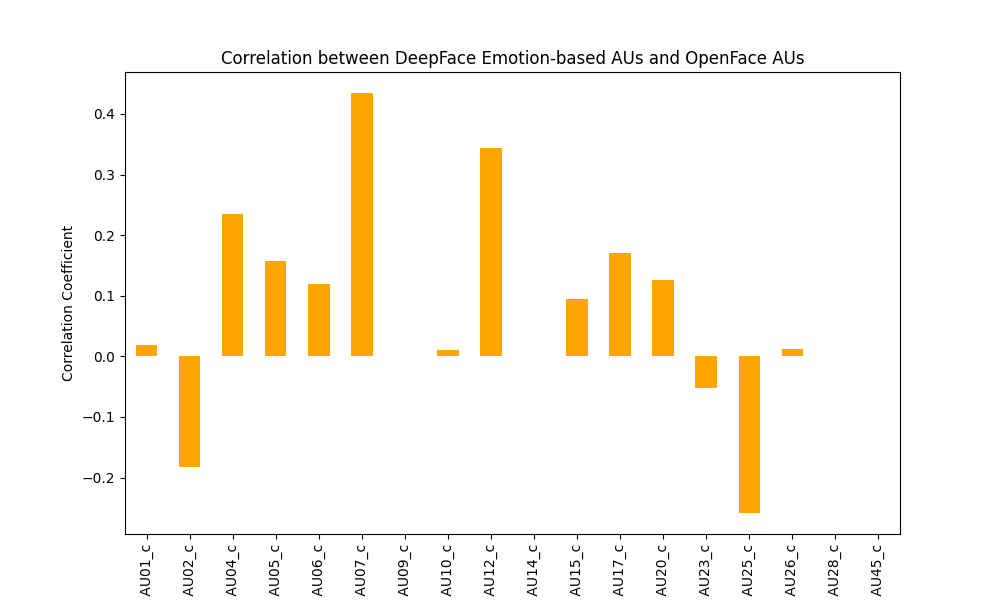 Correlation between DeepFace Emotion-based AUs and OpenFace AUs
Correlation Coefficient
0.4
0.3
0.2
0.1
0.0
−0.1
−0.2
AU01_c
AU02_c
AU04_c
AU05_c
AU06_c
AU07_c
AU09_c
AU10_c
AU12_c
AU14_c
AU15_c
AU17_c
AU20_c
AU23_c
AU25_c
AU26_c
AU28_c
AU45_c